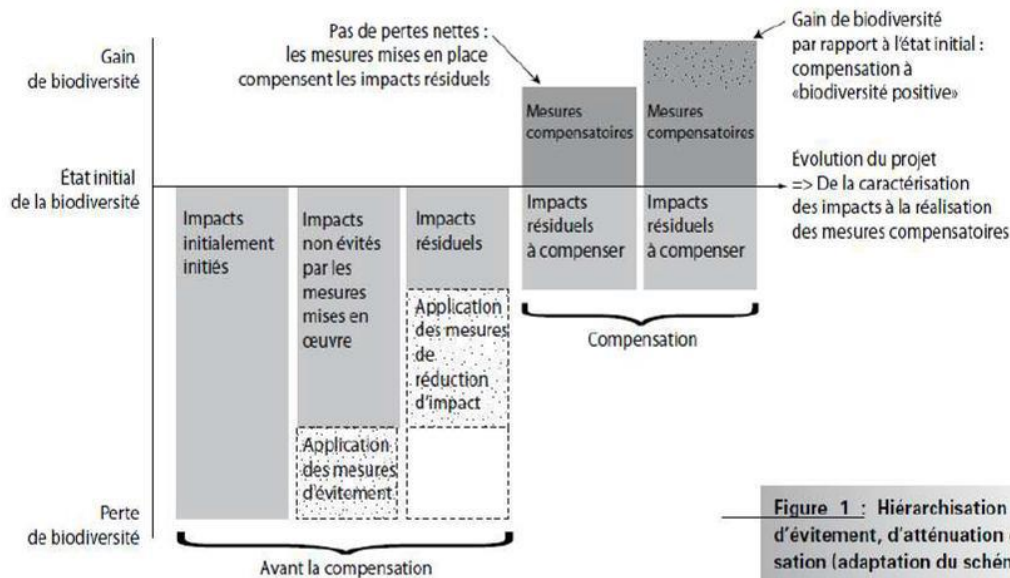 Gain
de biodiversité
État initial
de la biodiversité
Perte
de biodiversité
Pas de pertes nettes :
les mesures mises en place
compensent les impacts résiduels
Gain de biodiversité
par rapport à l'état initial :
compensation à
«biodiversité positive»
Mesures
compensatoires
Mesures
compensatoires
Évolution du projet
=> De la caractérisation
des impacts à la réalisation
des mesures compensatoires
Impacts
initialement
initiés
Impacts
non évités
par les
mesures
mises en
œuvre
Impacts
résiduels
Impacts
résiduels
à compenser
Impacts
résiduels
à compenser
Application
des mesures
de
réduction
d'impact
Application
des mesures
d'évitement
Compensation
Avant la compensation
Figure 1 : Hiérarchisation
d'évitement, d'atténuation
sation (adaptation du schém